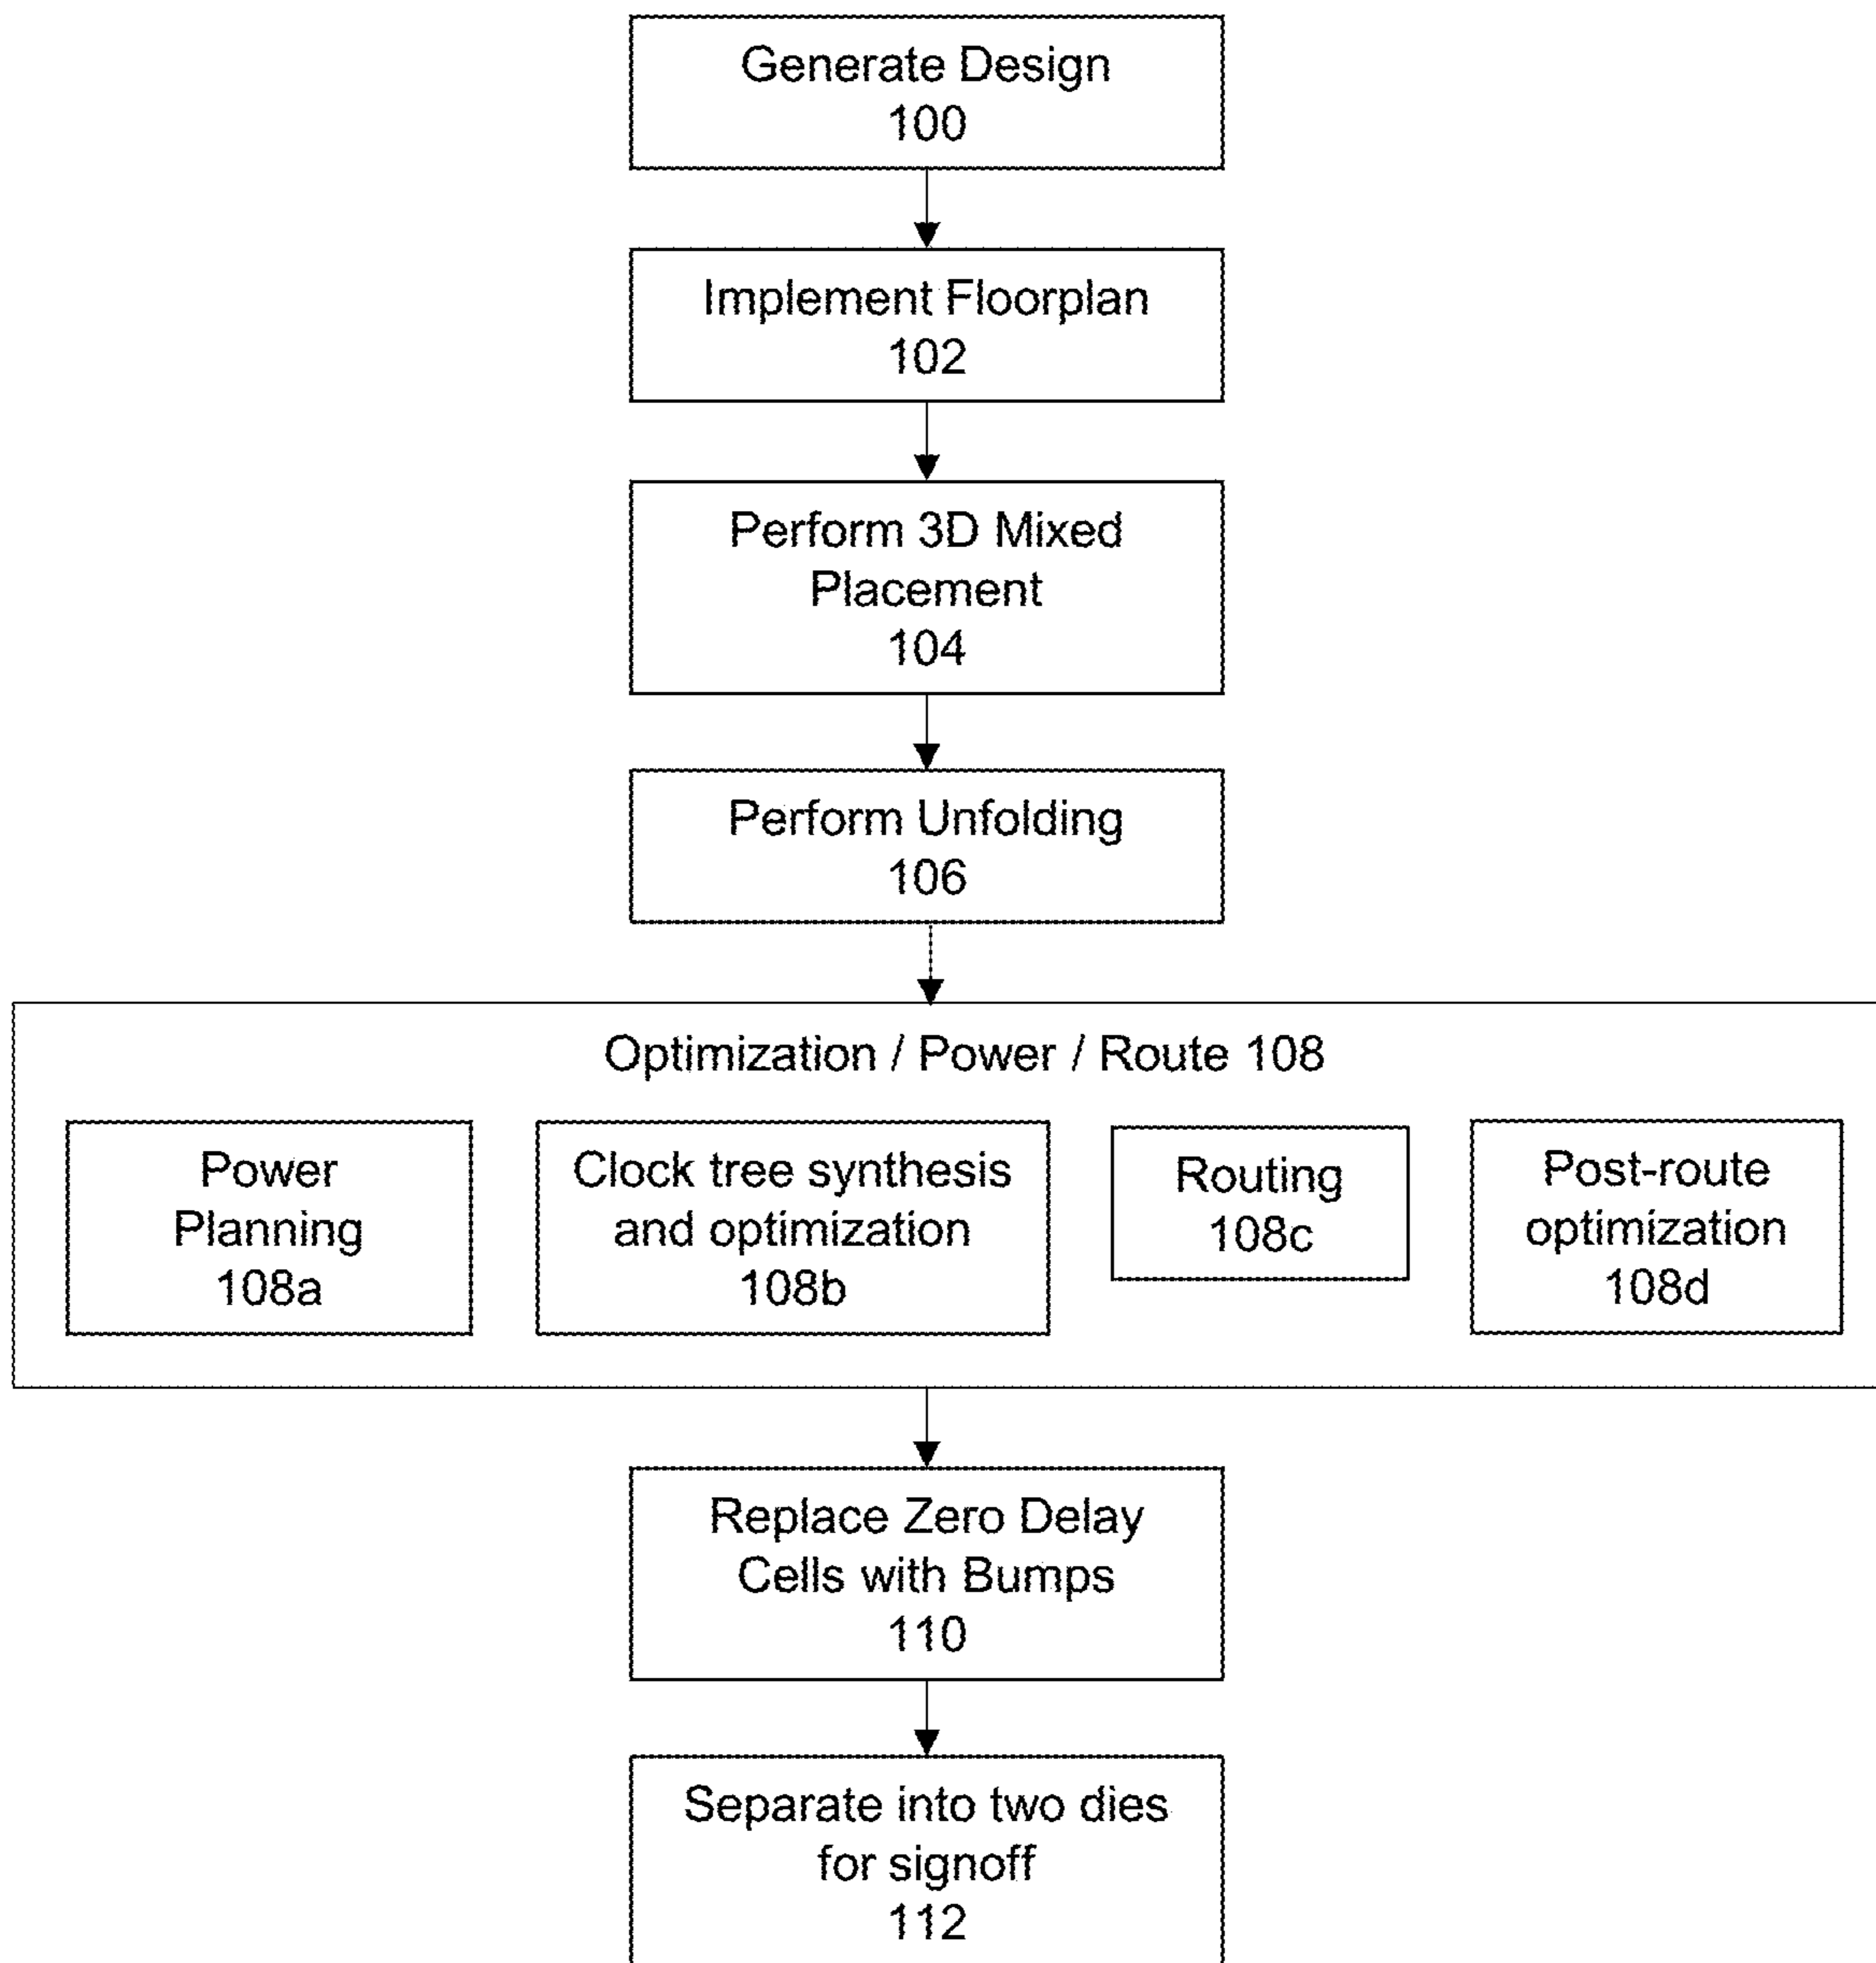 Generate Design
100
Implement Floorplan
102
Perform 3D Mixed
Placement
104
Perform Unfolding
106
Optimization / Power / Route 108
Power
Planning
108a
Clock tree synthesis
and optimization
108b
Routing
108c
Post-route
optimization
108d
Replace Zero Delay
Cells with Bumps
110
Separate into two dies
for signoff
112